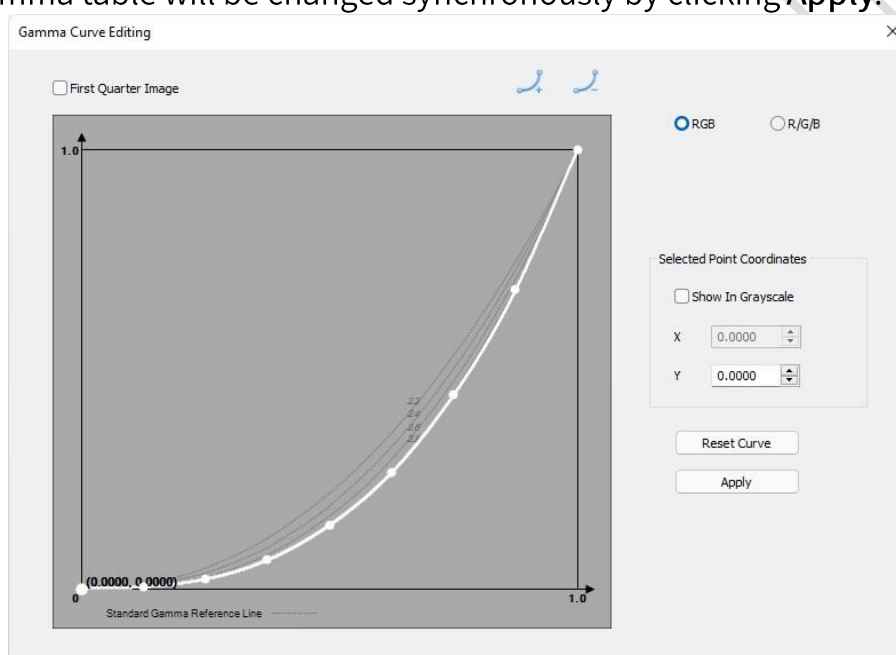 mma table will be changed synchronously by clicking Apply.
Gamma Curve Editing
First Quarter Image
RGB
R/G/B
1.0
Selected Point Coordinates
Show In Grayscale
X 0.0000
2.2
2.4
2.6
2.8
Y 0.0000
Reset Curve
Apply
(0.0000, 0.0000)
0
1.0
Standard Gamma Reference Line